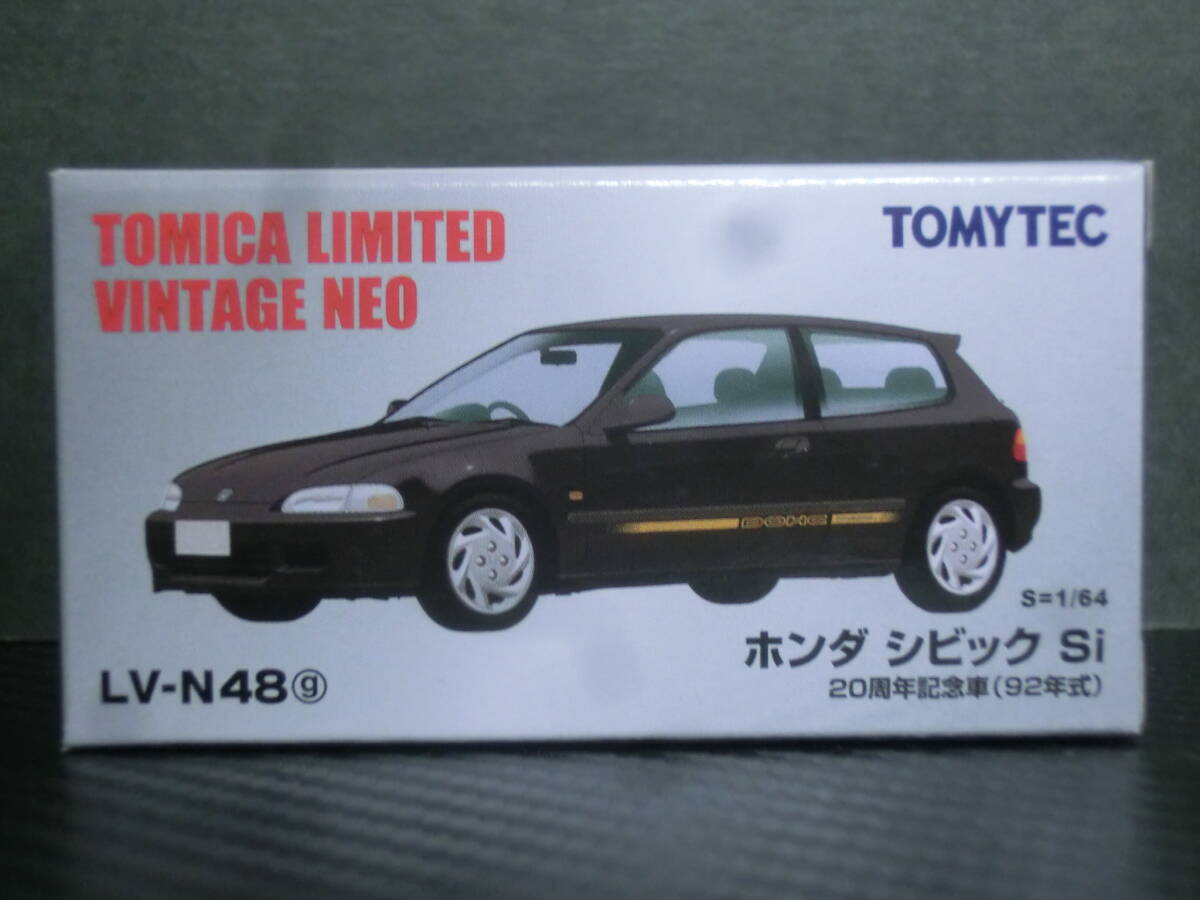 TOMICA LIMITED
VINTAGE NEO
TOMYTEC
DOHC
S=1/64
ホンダ シビック Si
20周年記念車(92年式)
LV-N48ⓖ